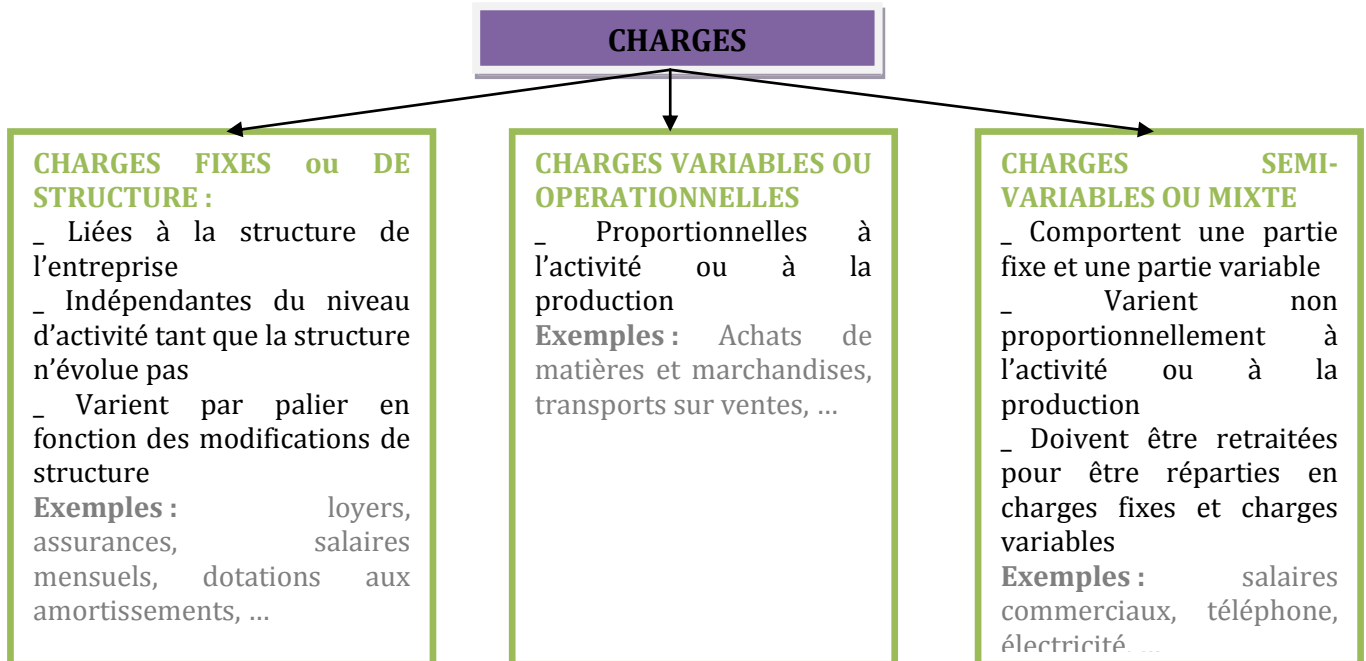 CHARGES
CHARGES FIXES ou DE
STRUCTURE :
_ Liées à la structure de
l’entreprise
_ Indépendantes du niveau
d’activité tant que la structure
n’évolue pas
_ Varient par palier en
fonction des modifications de
structure
Exemples : loyers,
assurances, salaires
mensuels, dotations aux
amortissements, …
CHARGES VARIABLES OU
OPERATIONNELLES
_ Proportionnelles à
l’activité ou à la
production
Exemples : Achats de
matières et marchandises,
transports sur ventes, …
CHARGES SEMI-
VARIABLES OU MIXTE
_ Comportent une partie
fixe et une partie variable
_ Varient non
proportionnellement à
l’activité ou à la
production
_ Doivent être retraitées
pour être réparties en
charges fixes et charges
variables
Exemples : salaires
commerciaux, téléphone,
électricité, …